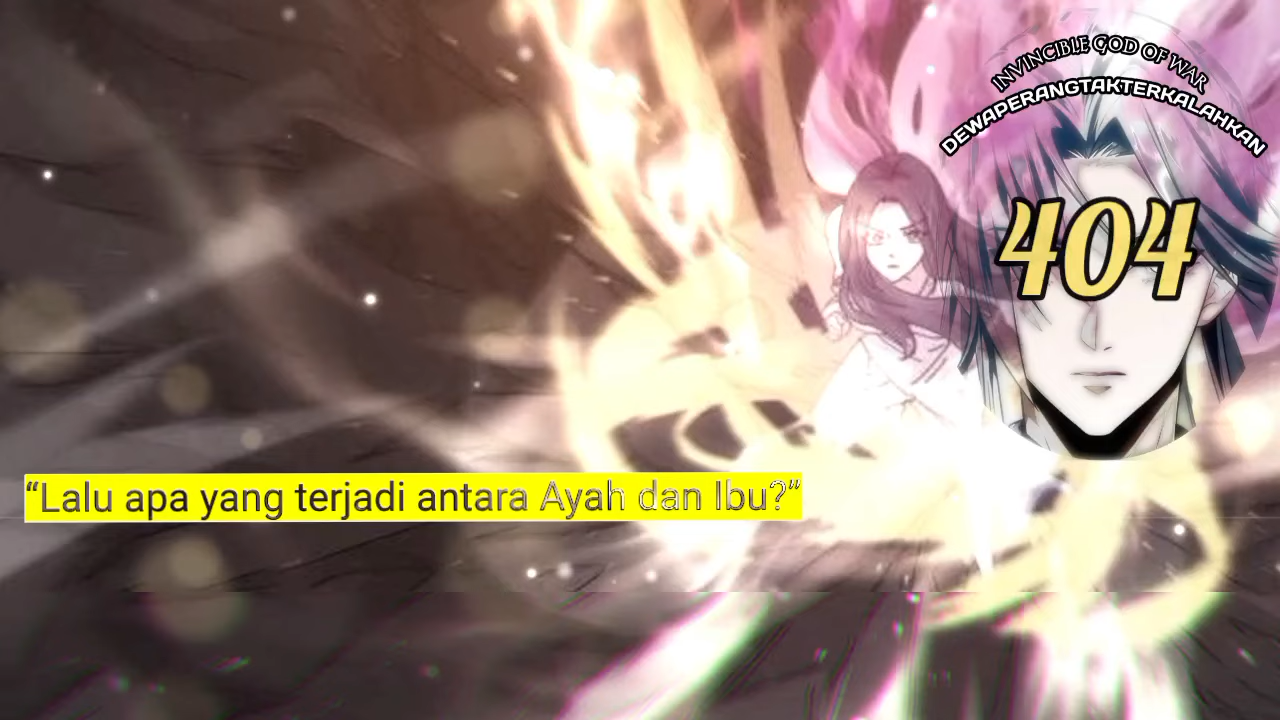 INVINCIBLE GOD OF WAR
DEWAPERANGTAKTERKALAHKAN
404
“Lalu apa yang terjadi antara Ayah dan Ibu?”